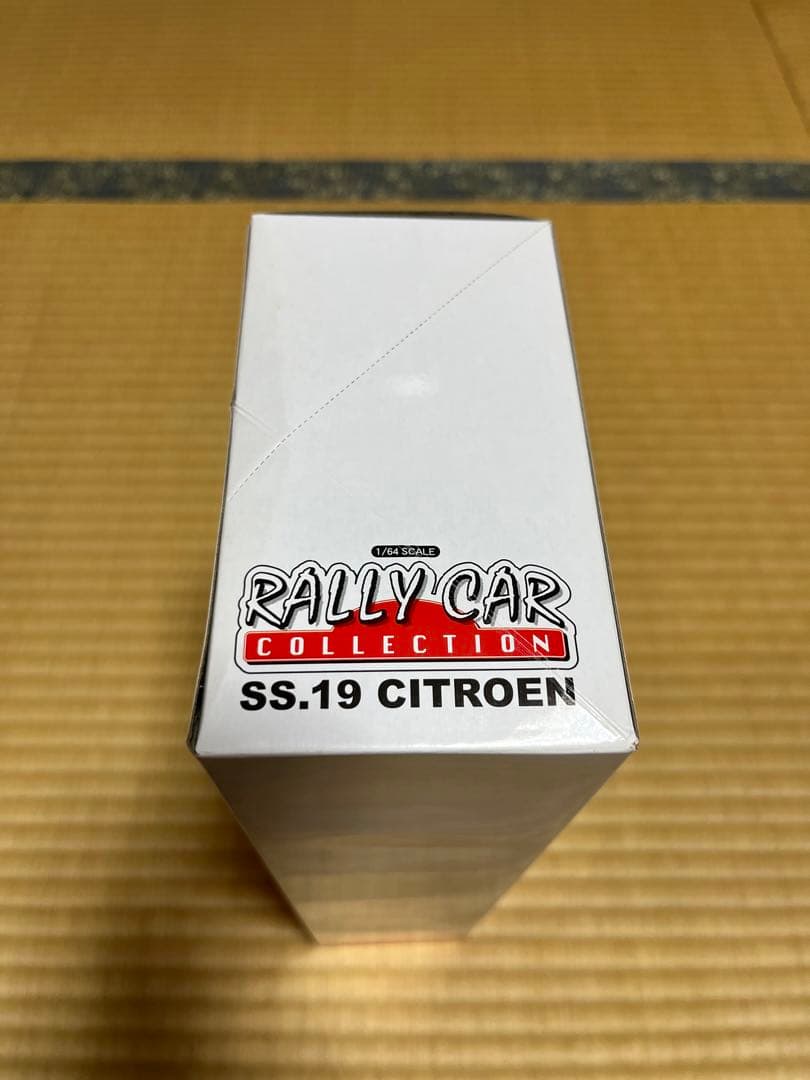 1/64 SCALE
RALLY CAR
COLLECTION
SS.19 CITROEN